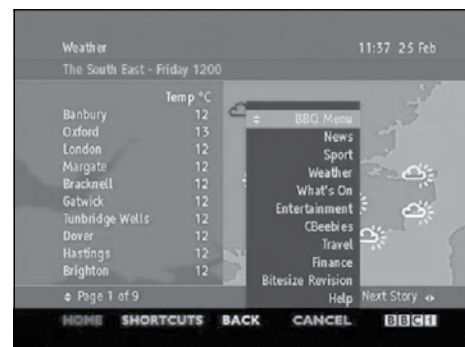 Weather 11:37 25 Feb
The South East - Friday 1200
Temp °C
Banbury 12
Oxford 13
London 12
Margate 12
Bracknell 12
Gatwick 12
Tunbridge Wells 12
Dover 12
Hastings 12
Brighton 12
BBC Menu
News
Sport
Weather
What's On
Entertainment
CBeebies
Travel
Finance
Bitesize Revision
Help
Page 1 of 9 Next Story
HOME SHORTCUTS BACK CANCEL BBCi